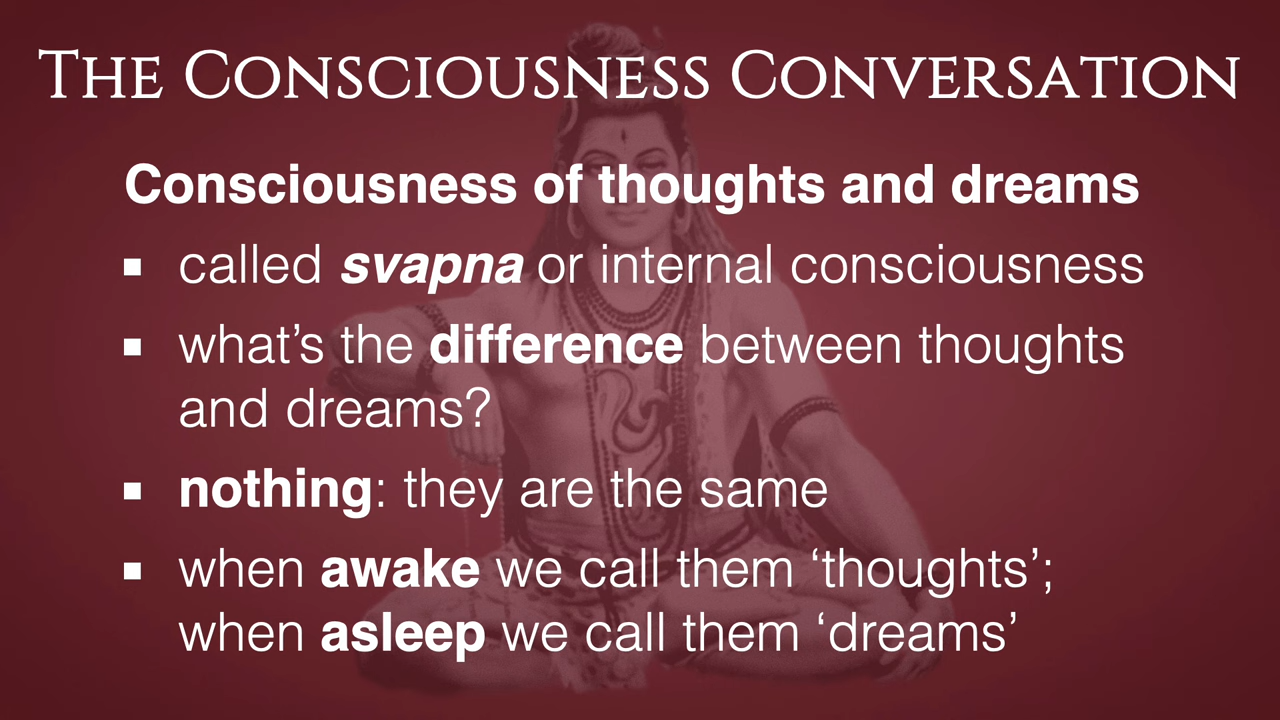 The Consciousness Conversation
Consciousness of thoughts and dreams
▪ called svapna or internal consciousness
▪ what’s the difference between thoughts
and dreams?
▪ nothing: they are the same
▪ when awake we call them ‘thoughts’;
when asleep we call them ‘dreams’